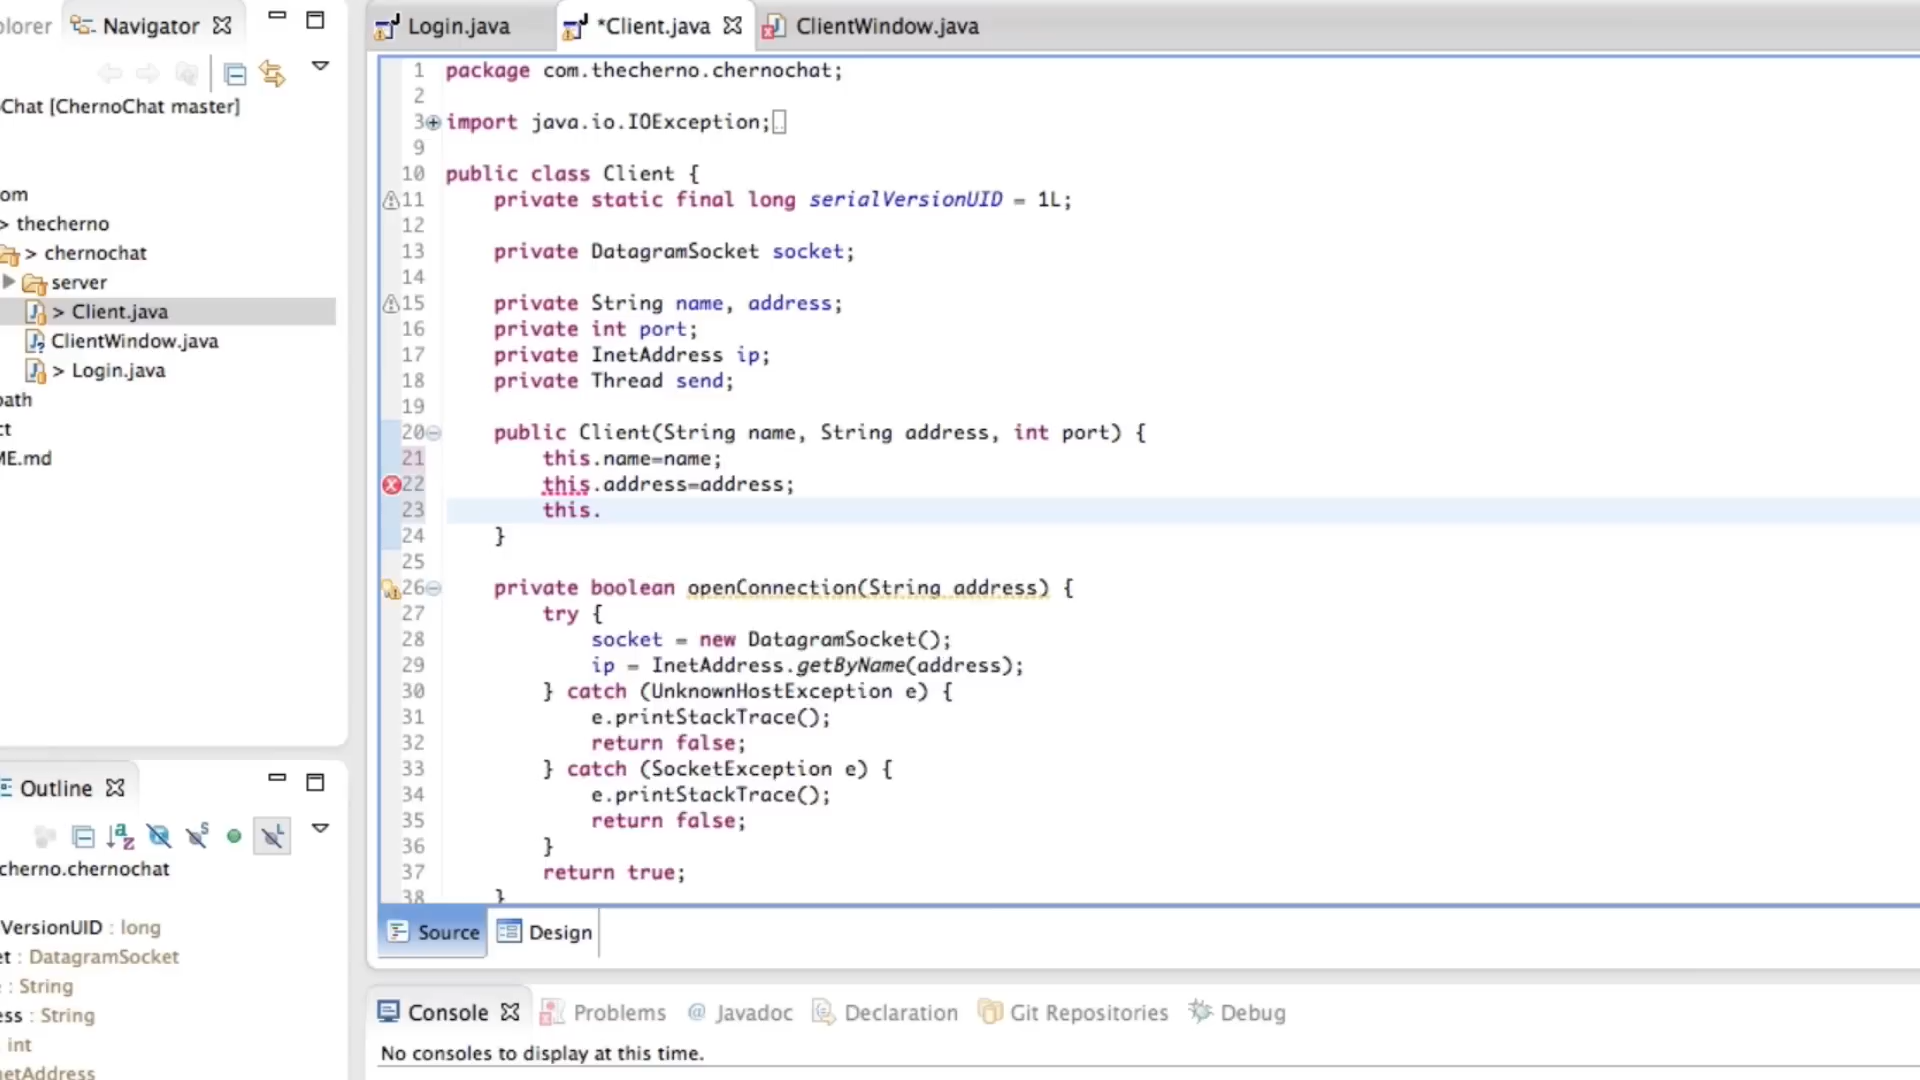 plorer Navigator
Chat [ChernoChat master]
om
> thecherno
> chernochat
server
> Client.java
ClientWindow.java
> Login.java
path
ct
ME.md
Outline
cherno.chernochat
VersionUID : long
et : DatagramSocket
e : String
ess : String
: int
netAddress
Login.java *Client.java ClientWindow.java
1 package com.thecherno.chernochat;
2
3 import java.io.IOException;
9
10 public class Client {
11 private static final long serialVersionUID = 1L;
12
13 private DatagramSocket socket;
14
15 private String name, address;
16 private int port;
17 private InetAddress ip;
18 private Thread send;
19
20 public Client(String name, String address, int port) {
21 this.name=name;
22 this.address=address;
23 this.
24 }
25
26 private boolean openConnection(String address) {
27 try {
28 socket = new DatagramSocket();
29 ip = InetAddress.getByName(address);
30 } catch (UnknownHostException e) {
31 e.printStackTrace();
32 return false;
33 } catch (SocketException e) {
34 e.printStackTrace();
35 return false;
36 }
37 return true;
38 }
Source Design
Console Problems @ Javadoc Declaration Git Repositories Debug
No consoles to display at this time.